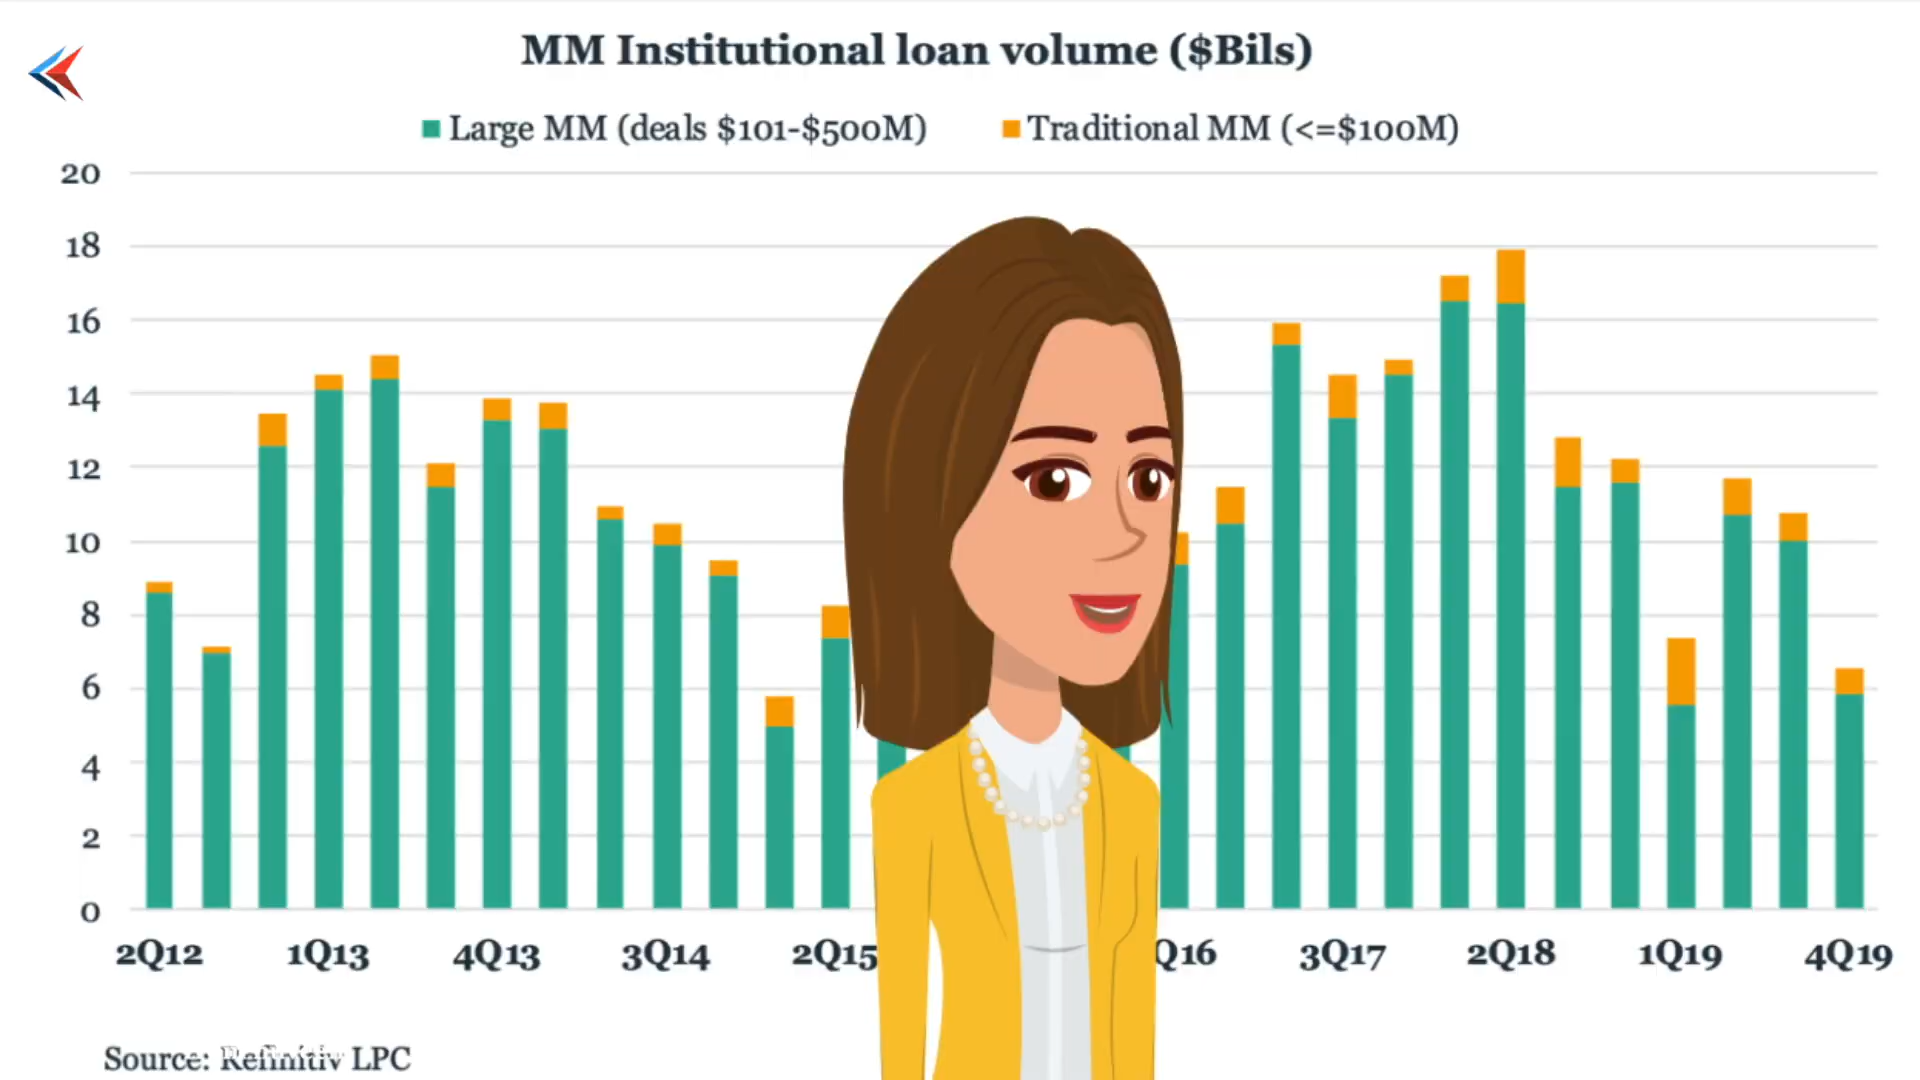 MM Institutional loan volume ($Bils)
Large MM (deals $101-$500M) Traditional MM (<=$100M)
20
18
16
14
12
10
8
6
4
2
0
2Q12 1Q13 4Q13 3Q14 2Q15 Q16 3Q17 2Q18 1Q19 4Q19
Source: Refinitiv LPC